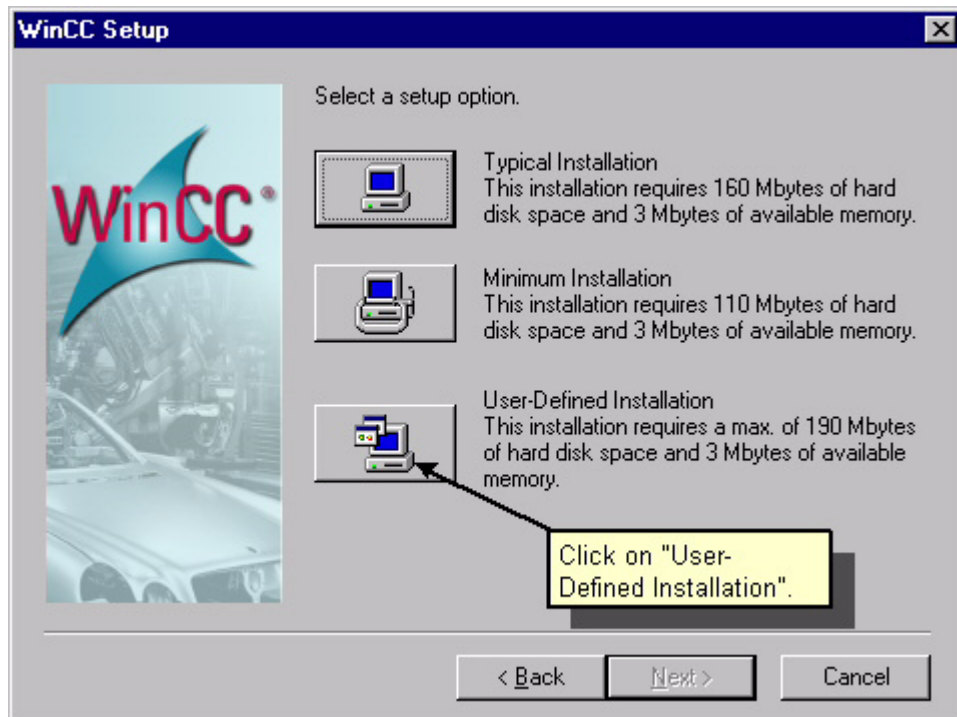 WinCC Setup
WinCC®
Select a setup option.
Typical Installation
This installation requires 160 Mbytes of hard
disk space and 3 Mbytes of available memory.
Minimum Installation
This installation requires 110 Mbytes of hard
disk space and 3 Mbytes of available memory.
User-Defined Installation
This installation requires a max. of 190 Mbytes
of hard disk space and 3 Mbytes of available
memory.
Click on "User-
Defined Installation".
< Back
Next >
Cancel